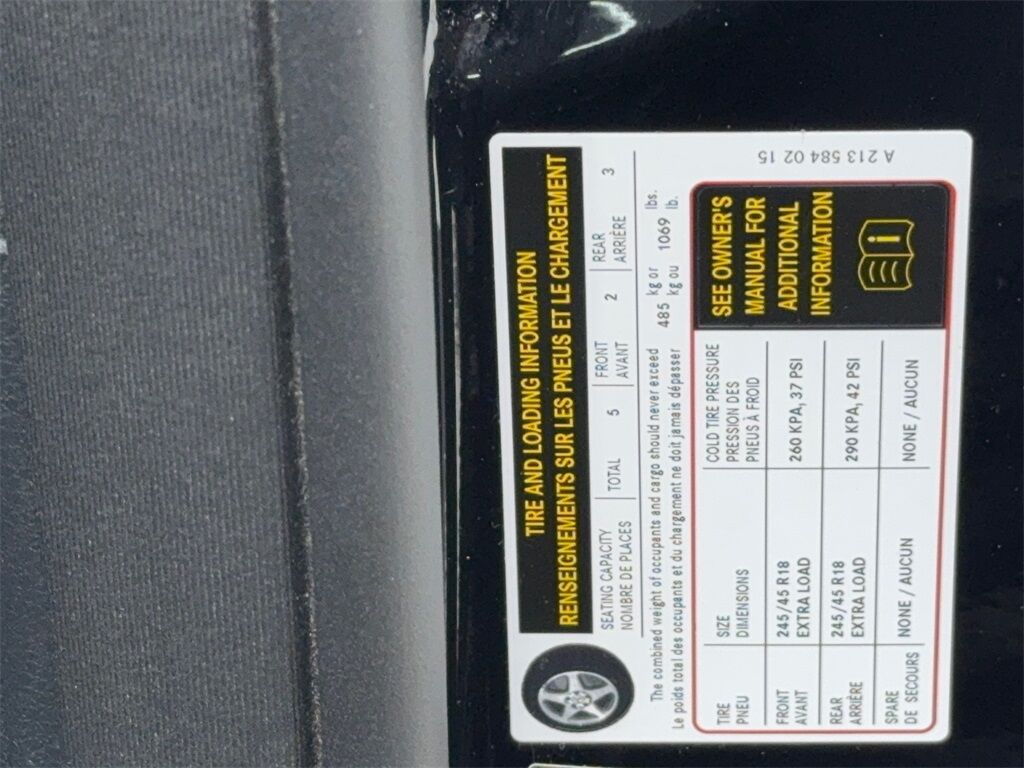 TIRE AND LOADING INFORMATION
RENSEIGNEMENTS SUR LES PNEUS ET LE CHARGEMENT
SEATING CAPACITY
NOMBRE DE PLACES
TOTAL 5
FRONT
AVANT
2
REAR
ARRIÈRE
3
The combined weight of occupants and cargo should never exceed 485 kg or 1069 lbs.
Le poids total des occupants et du chargement ne doit jamais dépasser kg ou lb.
TIRE
PNEU
SIZE
DIMENSIONS
COLD TIRE PRESSURE
PRESSION DES
PNEUS À FROID
FRONT
AVANT
245/45 R18
EXTRA LOAD
260 KPA, 37 PSI
REAR
ARRIÈRE
245/45 R18
EXTRA LOAD
290 KPA, 42 PSI
SPARE
DE SECOURS
NONE / AUCUN
NONE / AUCUN
SEE OWNER'S
MANUAL FOR
ADDITIONAL
INFORMATION
i
A 213 584 02 15